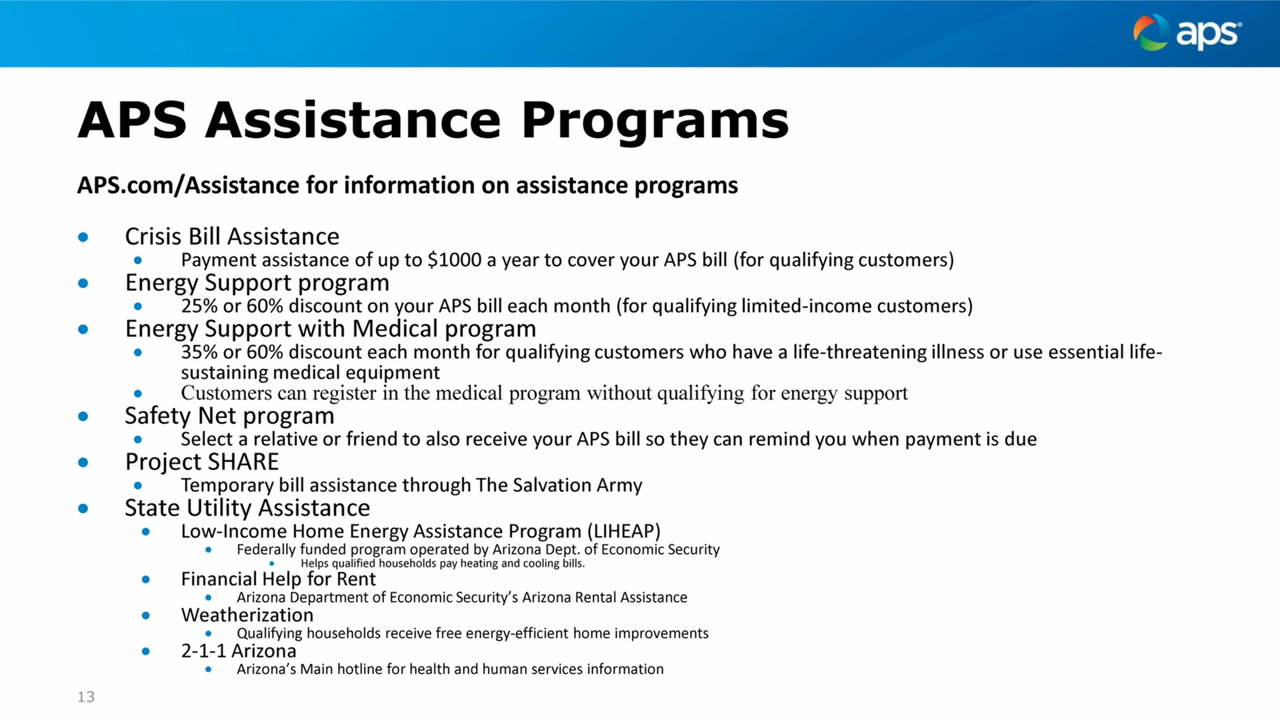 aps
APS Assistance Programs
APS.com/Assistance for information on assistance programs
Crisis Bill Assistance
Payment assistance of up to $1000 a year to cover your APS bill (for qualifying customers)
Energy Support program
25% or 60% discount on your APS bill each month (for qualifying limited-income customers)
Energy Support with Medical program
35% or 60% discount each month for qualifying customers who have a life-threatening illness or use essential life-
sustaining medical equipment
Customers can register in the medical program without qualifying for energy support
Safety Net program
Select a relative or friend to also receive your APS bill so they can remind you when payment is due
Project SHARE
Temporary bill assistance through The Salvation Army
State Utility Assistance
Low-Income Home Energy Assistance Program (LIHEAP)
Federally funded program operated by Arizona Dept. of Economic Security
Helps qualified households pay heating and cooling bills.
Financial Help for Rent
Arizona Department of Economic Security’s Arizona Rental Assistance
Weatherization
Qualifying households receive free energy-efficient home improvements
2-1-1 Arizona
Arizona’s Main hotline for health and human services information
13